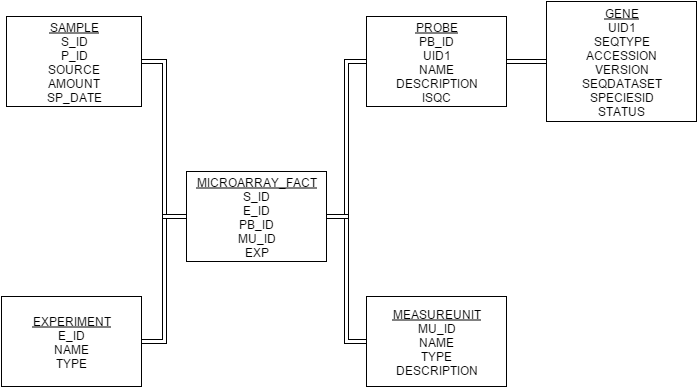 SAMPLE
S_ID
P_ID
SOURCE
AMOUNT
SP_DATE
PROBE
PB_ID
UID1
NAME
DESCRIPTION
ISQC
GENE
UID1
SEQTYPE
ACCESSION
VERSION
SEQDATASET
SPECIESID
STATUS
MICROARRAY_FACT
S_ID
E_ID
PB_ID
MU_ID
EXP
EXPERIMENT
E_ID
NAME
TYPE
MEASUREUNIT
MU_ID
NAME
TYPE
DESCRIPTION